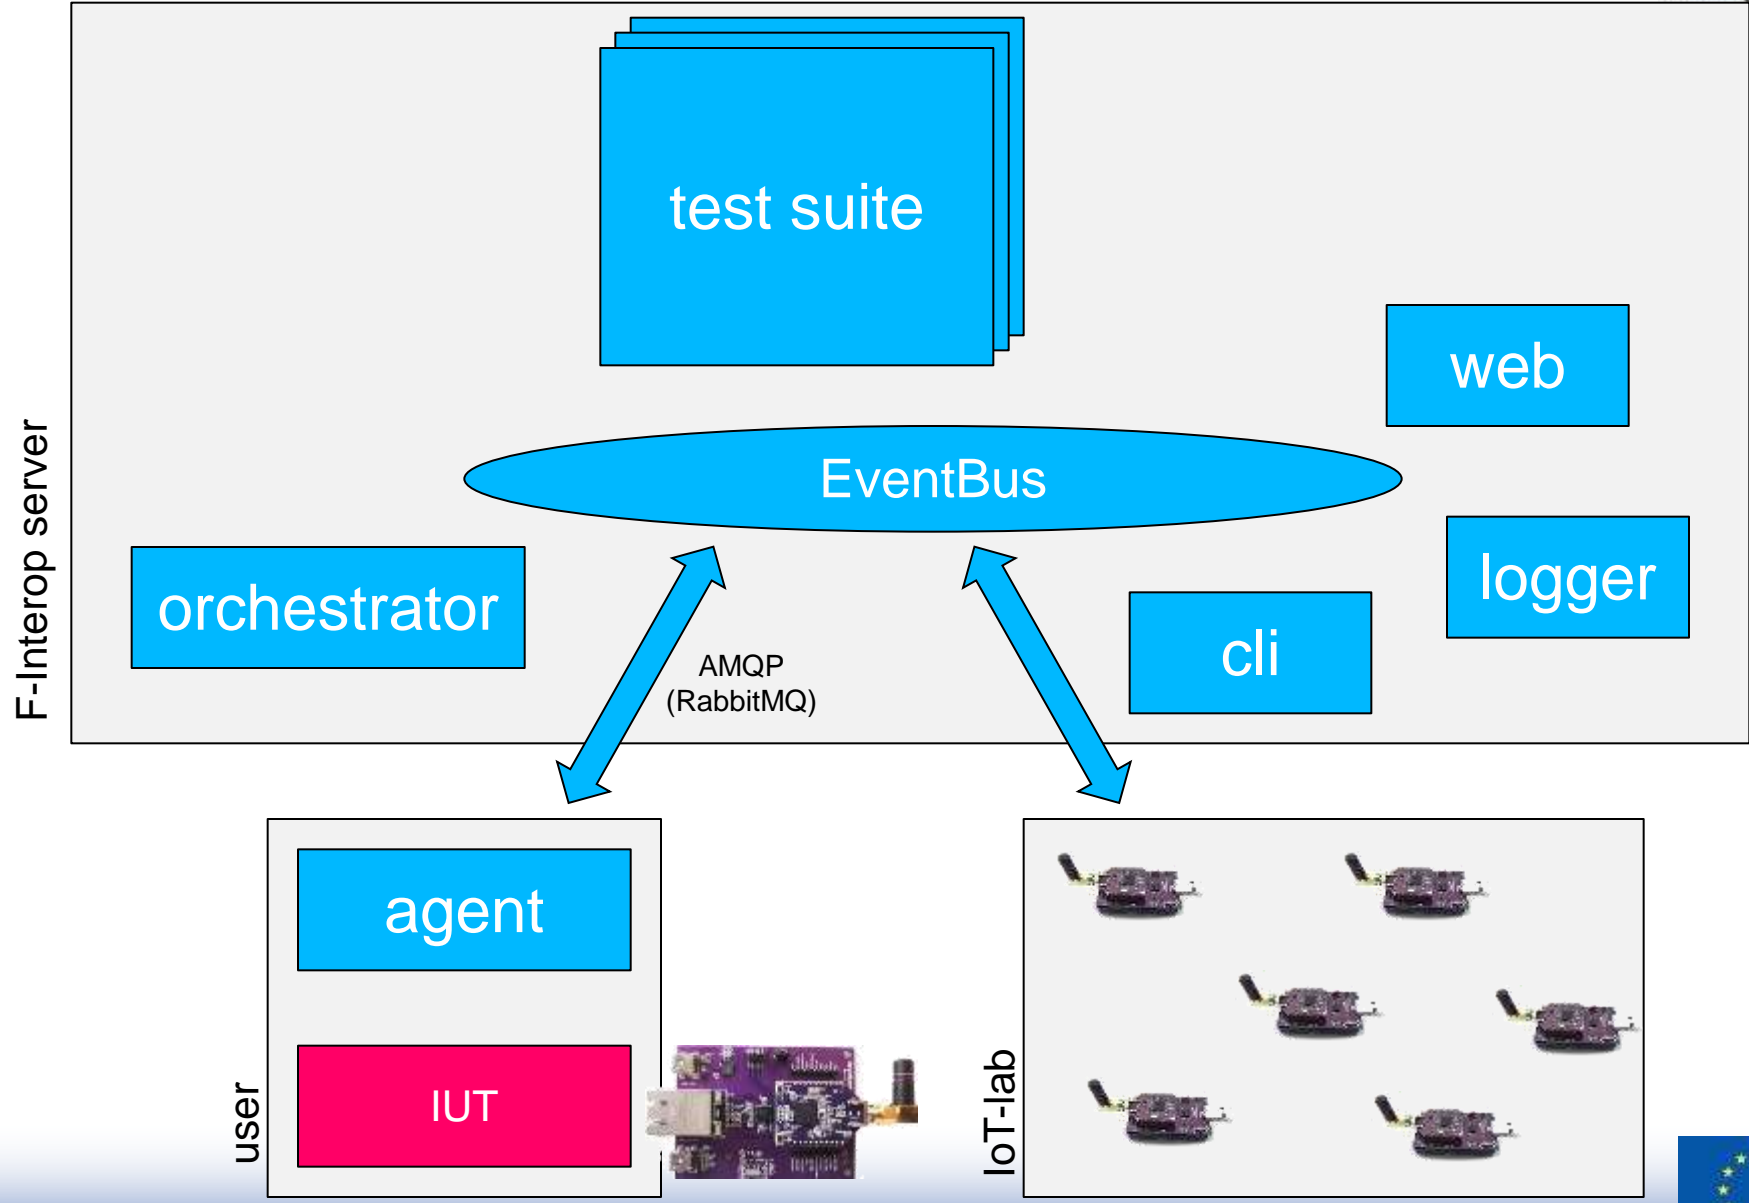 test suite
web
EventBus
F-Interop server
orchestrator
logger
cli
AMQP
(RabbitMQ)
agent
IUT
user
IoT-lab